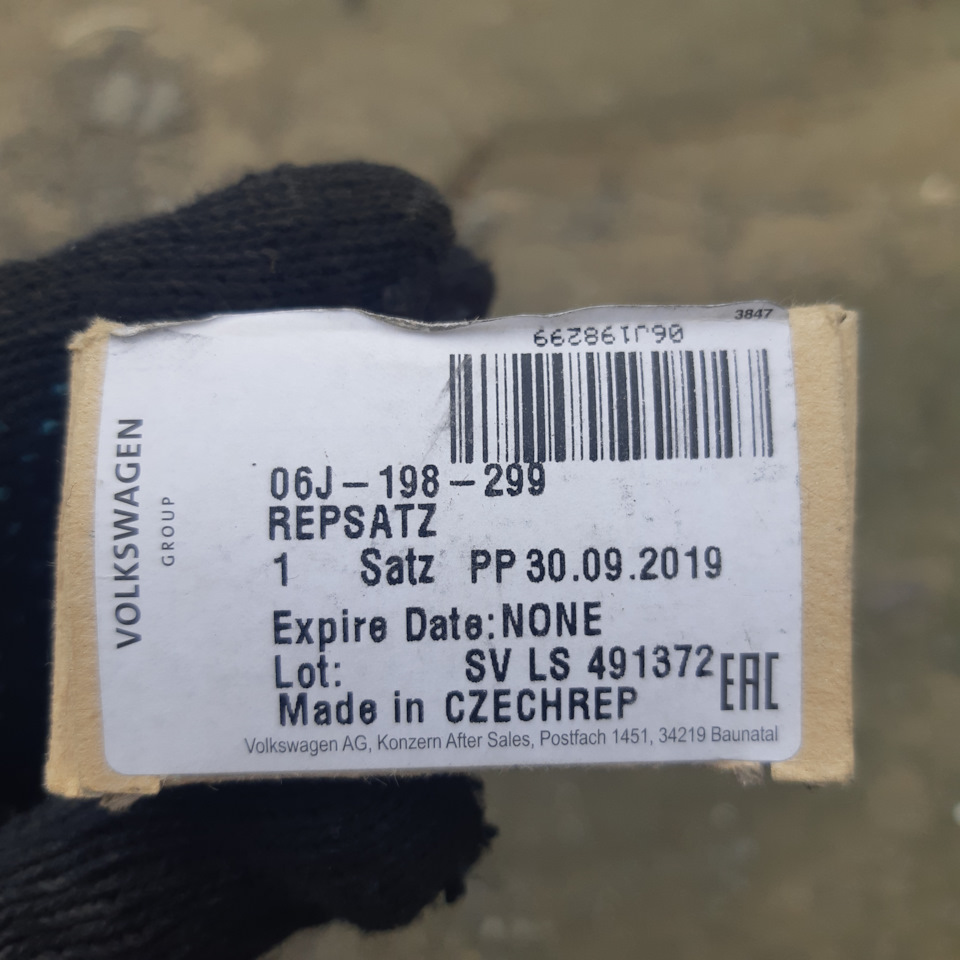 3847
06J198299
VOLKSWAGEN
GROUP
06J-198-299
REPSATZ
1 Satz PP 30.09.2019
Expire Date:NONE
Lot: SV LS 491372
EAC
Made in CZECHREP
Volkswagen AG, Konzern After Sales, Postfach 1451, 34219 Baunatal